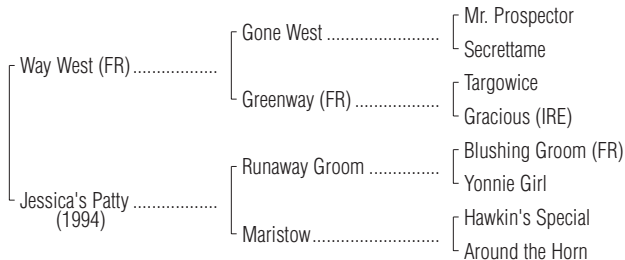 Mr. Prospector
Gone West ......................
Secrettame
Way West (FR) .................
Targowice
Greenway (FR) .................
Gracious (IRE)
Blushing Groom (FR)
Runaway Groom ..............
Yonnie Girl
Jessica's Patty .................
(1994)
Hawkin's Special
Maristow.........................
Around the Horn